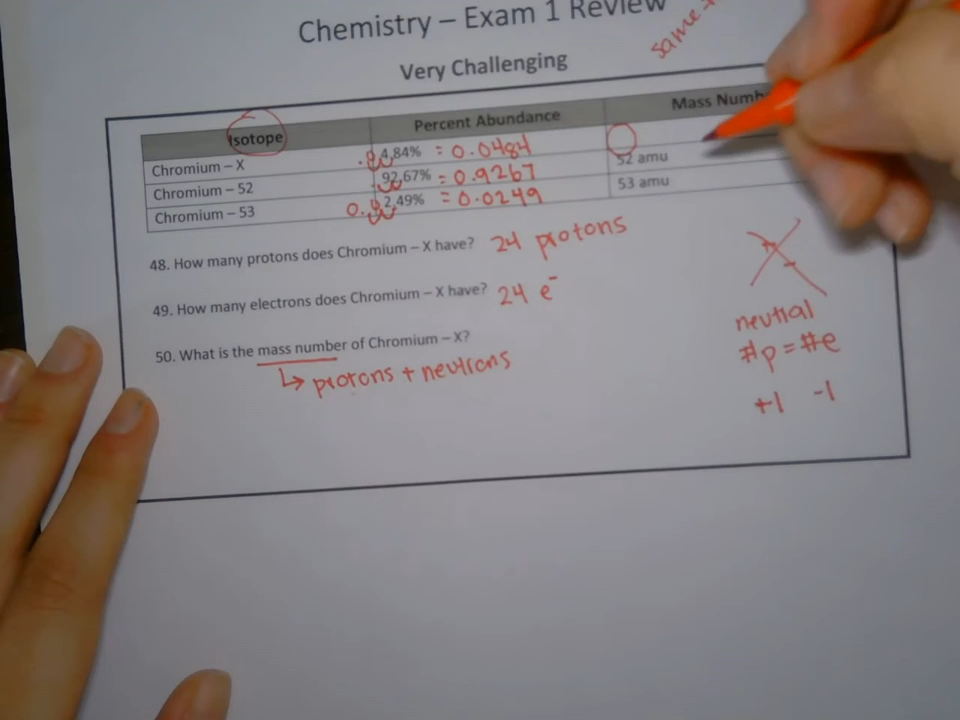 Chemistry – Exam 1 Review
same
Very Challenging
Isotope Percent Abundance Mass Numb
Chromium – X 4.84% = 0.0484
Chromium – 52 92.67% = 0.9267 52 amu
Chromium – 53 0.0 2.49% = 0.0249 53 amu
48. How many protons does Chromium – X have? 24 protons
49. How many electrons does Chromium – X have? 24 e⁻
50. What is the mass number of Chromium – X?
↳ protons + neutrons
+ -
neutral
#p = #e
+1 -1